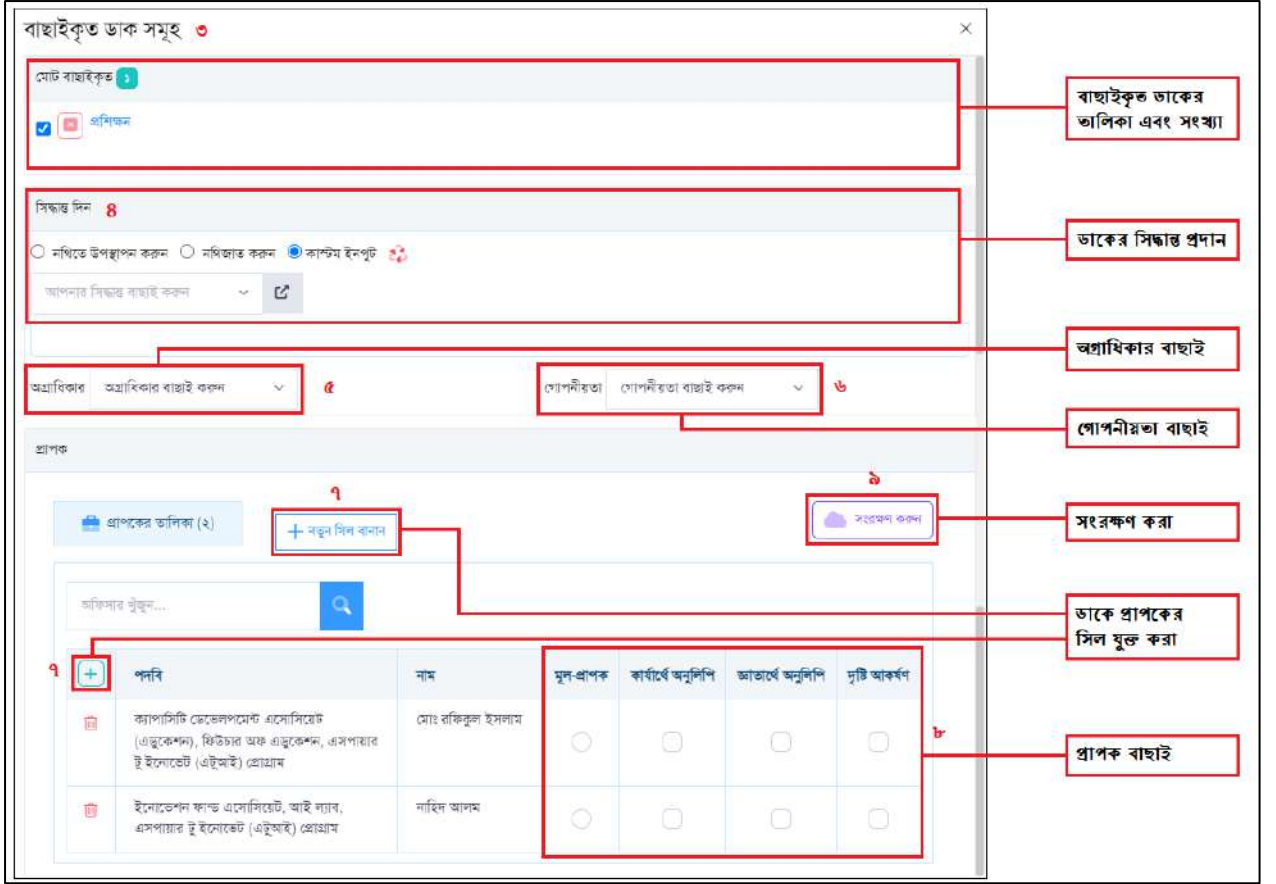 বাছাইকৃত ডাক সমূহ ৩
মোট বাছাইকৃত ১
প্রশিক্ষন
বাছাইকৃত ডাকের
তালিকা এবং সংখ্যা
সিদ্ধান্ত দিন 8
নথিতে উপস্থাপন করুন নথিজাত করুন কাস্টম ইনপুট
আপনার সিদ্ধান্ত বাছাই করুন
ডাকের সিদ্ধান্ত প্রদান
অগ্রাধিকার বাছাই
অগ্রাধিকার অগ্রাধিকার বাছাই করুন ৫ গোপনীয়তা গোপনীয়তা বাছাই করুন ৬
গোপনীয়তা বাছাই
প্রাপক
প্রাপকের তালিকা (২)
৭
+ নতুন সিল বানান
৯
সংরক্ষণ করুন
সংরক্ষণ করা
অফিসার খুঁজুন...
ডাকে প্রাপকের
সিল যুক্ত করা
৭ + পদবি নাম মূল-প্রাপক কার্যার্থে অনুলিপি জ্ঞাতার্থে অনুলিপি দৃষ্টি আকর্ষণ
ক্যাপাসিটি ডেভেলপমেন্ট এসোসিয়েট
(এডুকেশন), ফিউচার অফ এডুকেশন, এসপায়ার
টু ইনোভেট (এটুআই) প্রোগ্রাম
মোঃ রফিকুল ইসলাম
৮
প্রাপক বাছাই
ইনোভেশন ফান্ড এসোসিয়েট, আই ল্যাব,
এসপায়ার টু ইনোভেট (এটুআই) প্রোগ্রাম
নাহিদ আলম